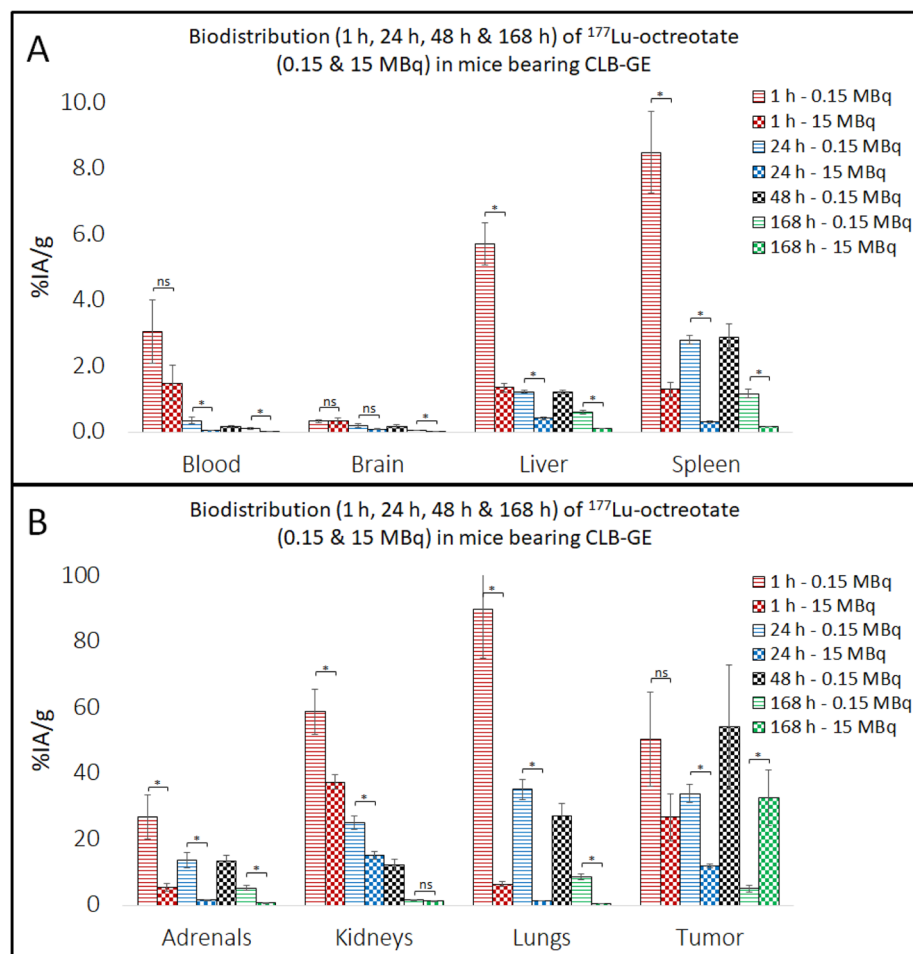 A
Biodistribution (1 h, 24 h, 48 h & 168 h) of ¹⁷⁷Lu-octreotate
(0.15 & 15 MBq) in mice bearing CLB-GE
1 h - 0.15 MBq
1 h - 15 MBq
24 h - 0.15 MBq
24 h - 15 MBq
48 h - 0.15 MBq
168 h - 0.15 MBq
168 h - 15 MBq
%IA/g
10.0
8.0
6.0
4.0
2.0
0.0
ns
*
*
ns
ns
*
*
*
*
*
*
*
Blood
Brain
Liver
Spleen
B
Biodistribution (1 h, 24 h, 48 h & 168 h) of ¹⁷⁷Lu-octreotate
(0.15 & 15 MBq) in mice bearing CLB-GE
1 h - 0.15 MBq
1 h - 15 MBq
24 h - 0.15 MBq
24 h - 15 MBq
48 h - 0.15 MBq
168 h - 0.15 MBq
168 h - 15 MBq
%IA/g
100
80
60
40
20
0
*
*
*
*
*
ns
*
*
*
ns
*
*
Adrenals
Kidneys
Lungs
Tumor